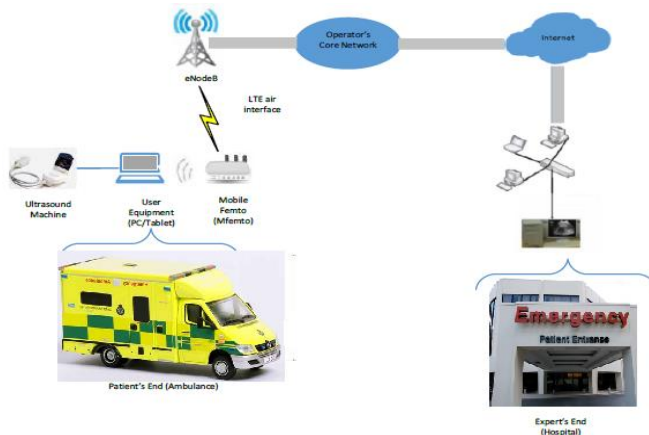 Operator's
Core Network
Internet
eNodeB
LTE air
interface
Ultrasound
Machine
User
Equipment
(PC/Tablet)
Mobile
Femto
(Mfemto)
Emergency
Patient Entrance
Patient's End (Ambulance)
Expert's End
(Hospital)